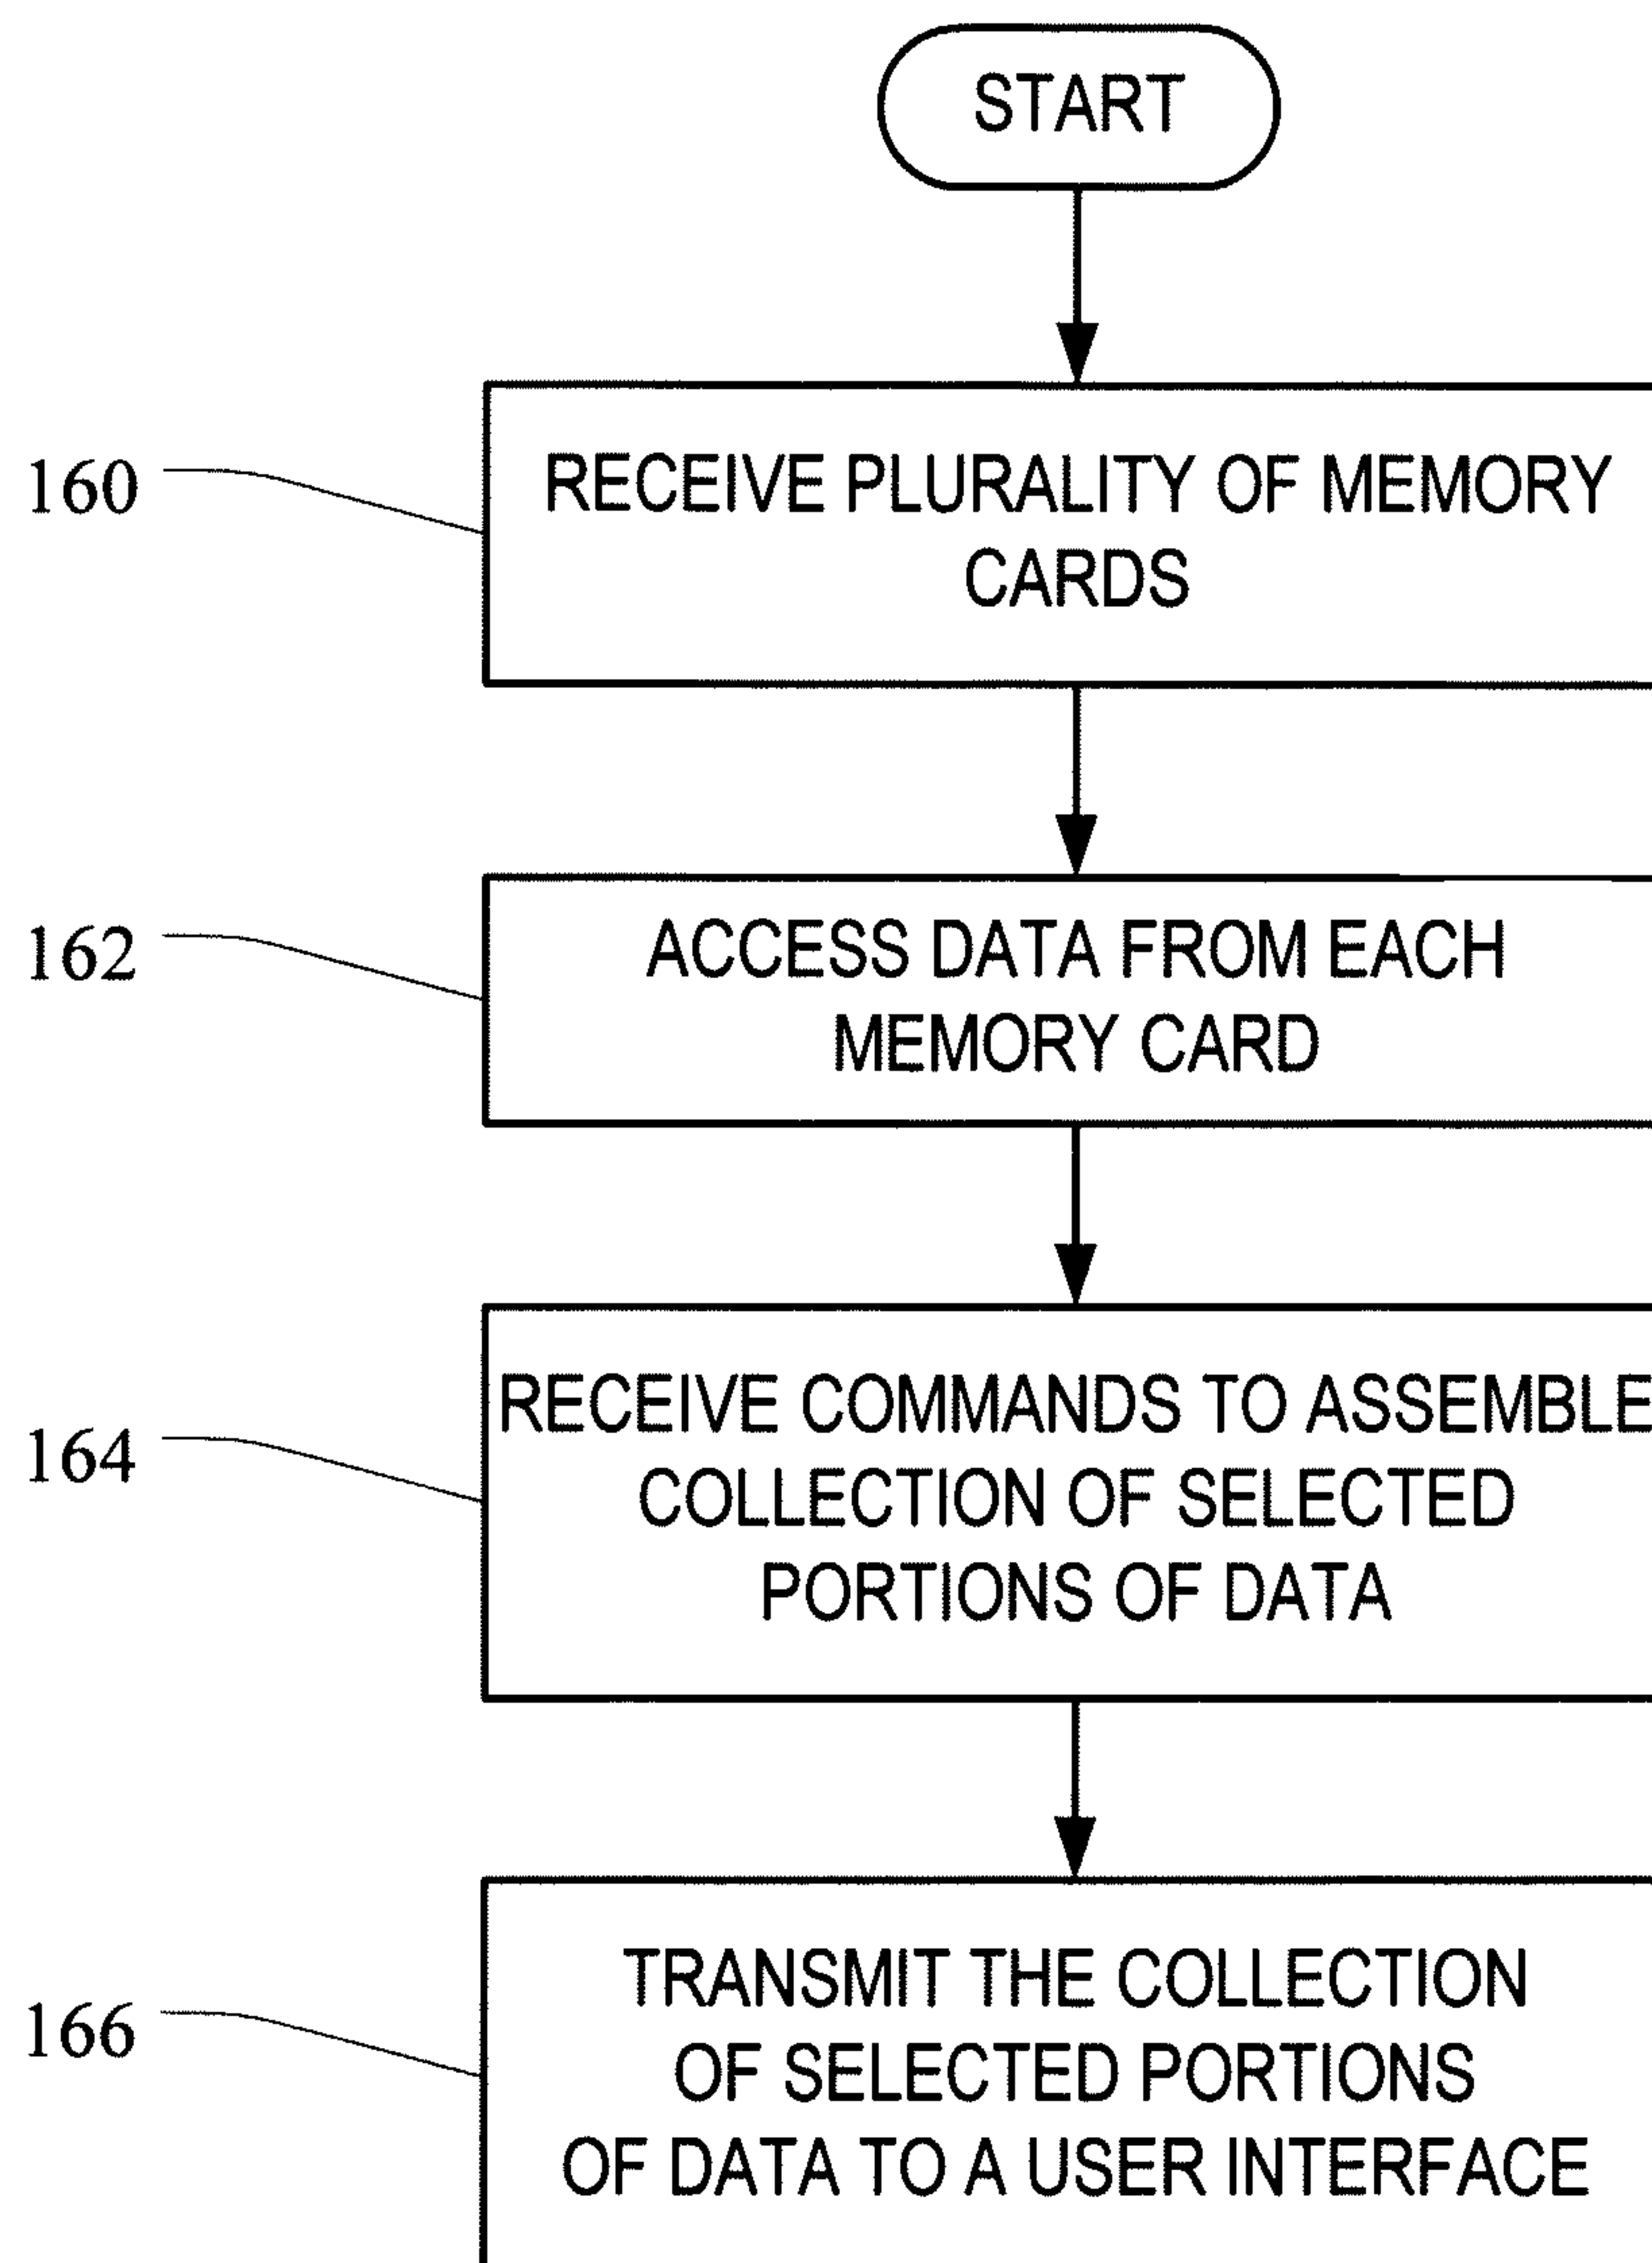 START
160
RECEIVE PLURALITY OF MEMORY
CARDS
162
ACCESS DATA FROM EACH
MEMORY CARD
164
RECEIVE COMMANDS TO ASSEMBLE
COLLECTION OF SELECTED
PORTIONS OF DATA
166
TRANSMIT THE COLLECTION
OF SELECTED PORTIONS
OF DATA TO A USER INTERFACE